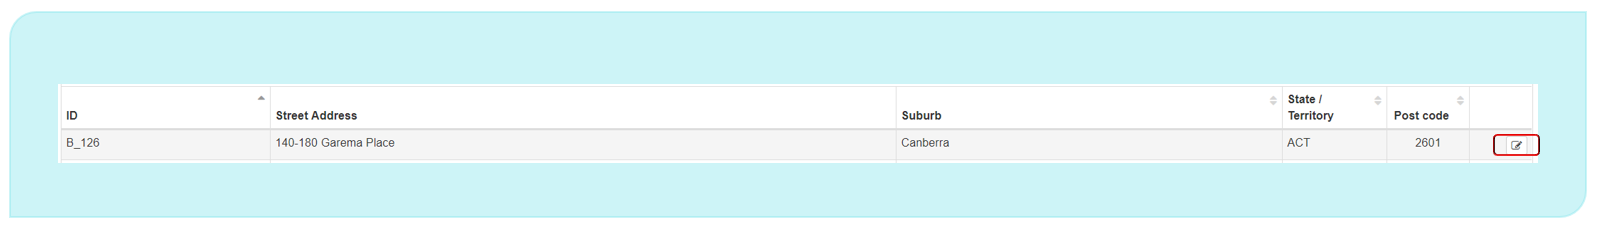 ID Street Address Suburb State / Territory Post code
B_126 140-180 Garema Place Canberra ACT 2601